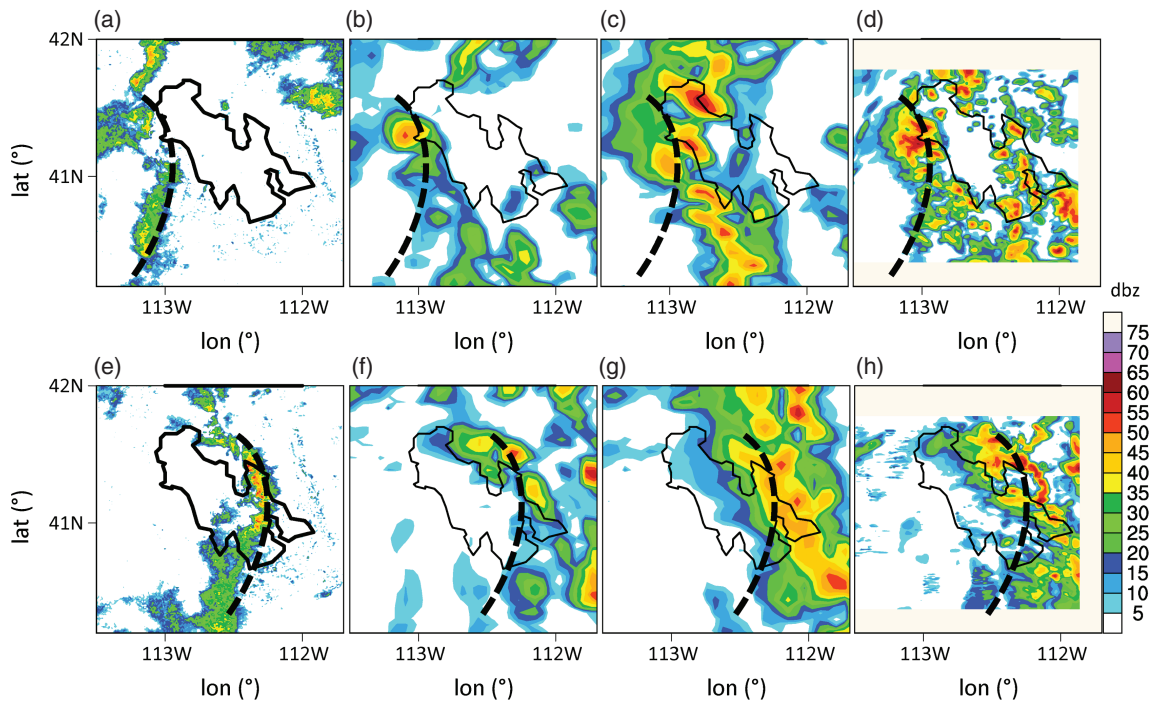 (a) (b) (c) (d)
42N
lat (°)
41N
113W 112W 113W 112W 113W 112W 113W 112W
lon (°) lon (°) lon (°) lon (°)
dbz
75
70
65
60
55
50
45
40
35
30
25
20
15
10
5
(e) (f) (g) (h)
42N
lat (°)
41N
113W 112W 113W 112W 113W 112W 113W 112W
lon (°) lon (°) lon (°) lon (°)